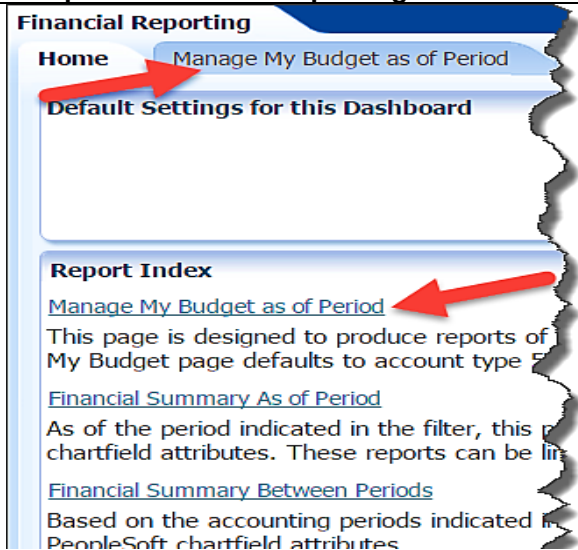 Financial Reporting
Home
Manage My Budget as of Period
Default Settings for this Dashboard
Report Index
Manage My Budget as of Period
This page is designed to produce reports of
My Budget page defaults to account type
Financial Summary As of Period
As of the period indicated in the filter, this
chartfield attributes. These reports can be
Financial Summary Between Periods
Based on the accounting periods indicated
PeopleSoft chartfield attributes